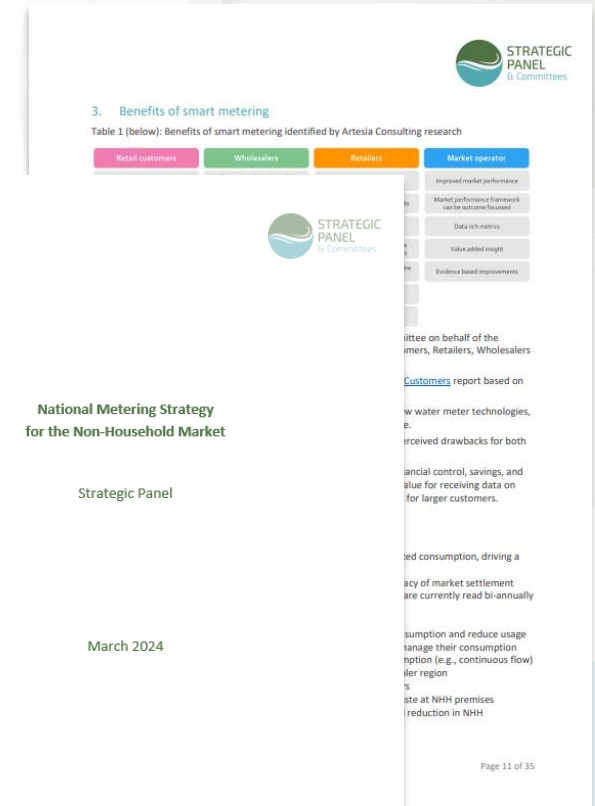 STRATEGIC
PANEL
& Committees
3. Benefits of smart metering
Table 1 (below): Benefits of smart metering identified by Artesia Consulting research
Retail customers Wholesalers Retailers Market operator
Improved market performance
Market performance framework
can be outcome focussed
Data rich metrics
Value added insight
Evidence based improvements
STRATEGIC
PANEL
& Committees
National Metering Strategy
for the Non-Household Market
Strategic Panel
March 2024
ittee on behalf of the
mers, Retailers, Wholesalers
Customers report based on
w water meter technologies,
e.
erceived drawbacks for both
ancial control, savings, and
alue for receiving data on
for larger customers.
ted consumption, driving a
acy of market settlement
are currently read bi-annually
sumption and reduce usage
nanage their consumption
mption (e.g., continuous flow)
ler region
s
ste at NHH premises
reduction in NHH
Page 11 of 35